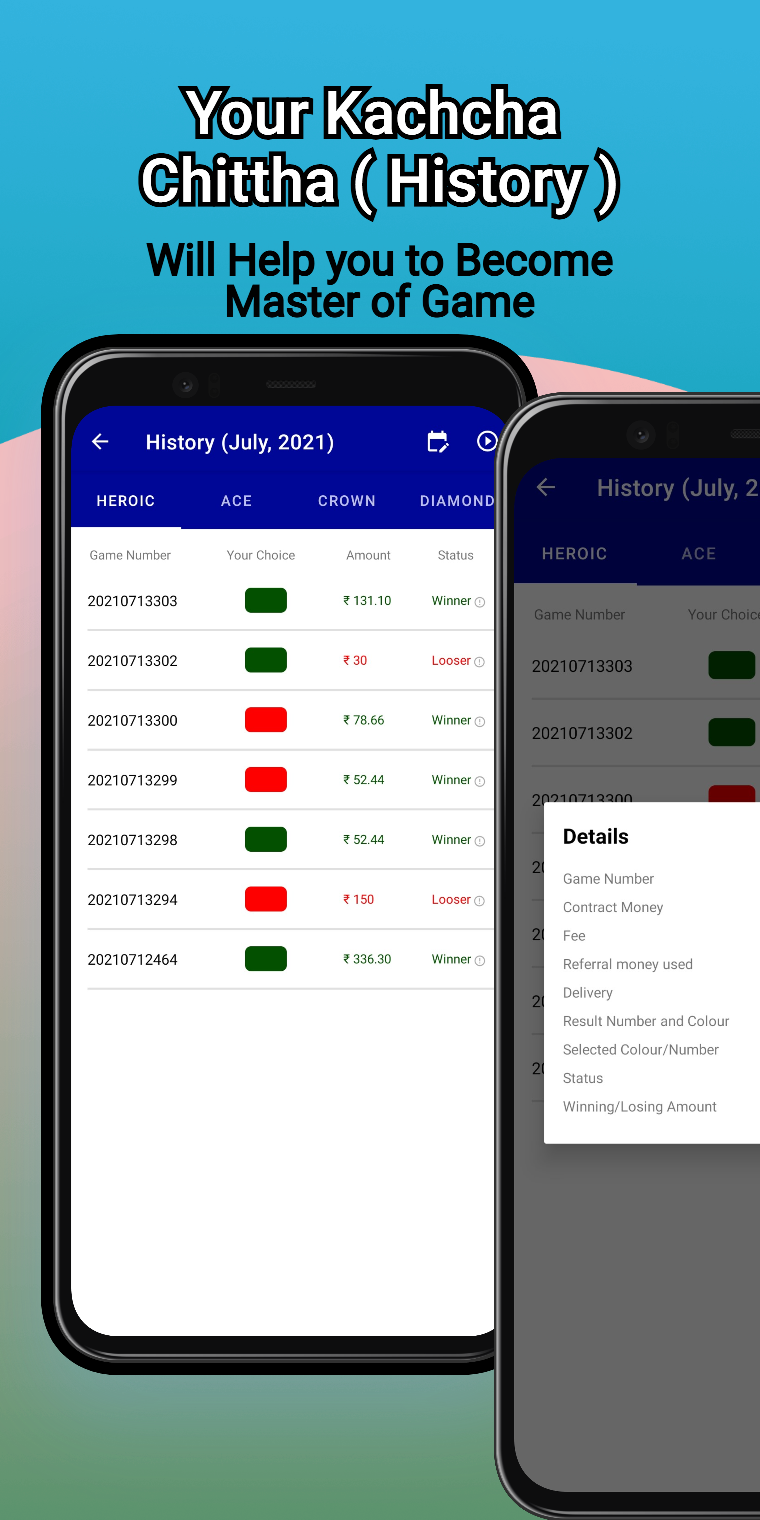 Your Kachcha
Chittha ( History )
Will Help you to Become
Master of Game
History (July, 2021)
HEROIC ACE CROWN DIAMOND
Game Number Your Choice Amount Status
20210713303 ₹ 131.10 Winner
20210713302 ₹ 30 Looser
20210713300 ₹ 78.66 Winner
20210713299 ₹ 52.44 Winner
20210713298 ₹ 52.44 Winner
20210713294 ₹ 150 Looser
20210712464 ₹ 336.30 Winner
History (July, 2
HEROIC ACE
Game Number Your Choice
20210713303
20210713302
20210713300
Details
Game Number
Contract Money
Fee
Referral money used
Delivery
Result Number and Colour
Selected Colour/Number
Status
Winning/Losing Amount